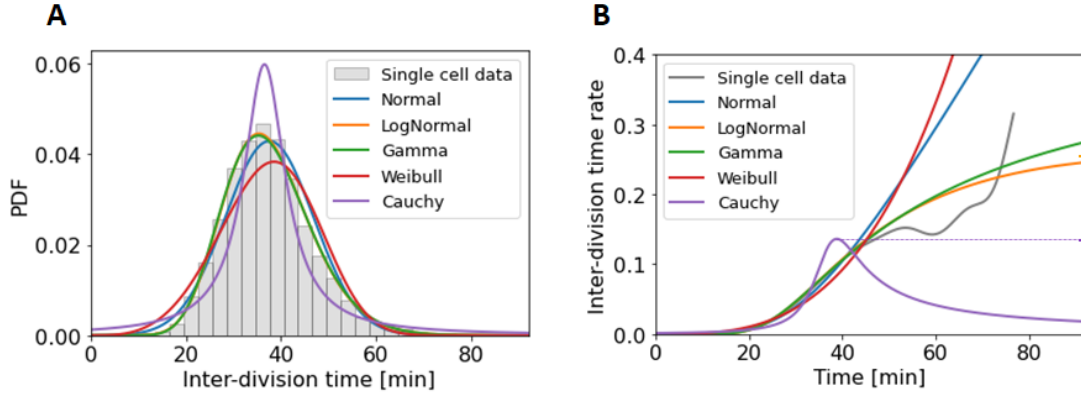 A
0.06
0.04
0.02
0.00
PDF
Single cell data
Normal
LogNormal
Gamma
Weibull
Cauchy
0 20 40 60 80
Inter-division time [min]
B
0.4
0.3
0.2
0.1
0.0
Inter-division time rate
Single cell data
Normal
LogNormal
Gamma
Weibull
Cauchy
0 20 40 60 80
Time [min]